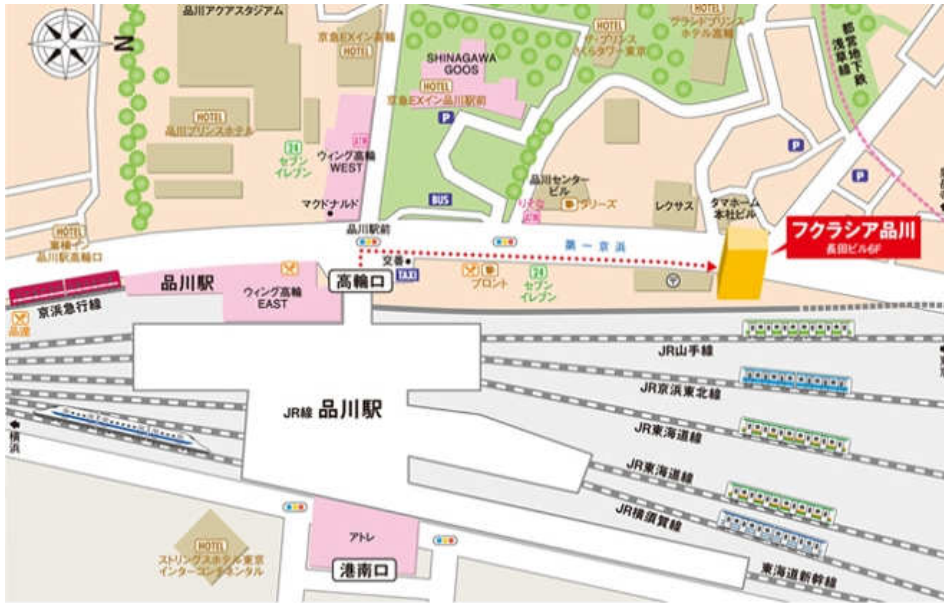 品川アクアスタジアム
N
HOTEL
京急EXイン高輪
HOTEL
SHINAGAWA
GOOS
HOTEL
京急EXイン品川駅前
P
HOTEL
ザ・プリンス
さくらタワー東京
HOTEL
グランドプリンス
ホテル高輪
都営地下鉄
浅草線
P
P
HOTEL
品川プリンスホテル
24
セブン
イレブン
ウィング高輪
WEST
マクドナルド
BUS
品川センター
ビル
レクサス
タマホーム
本社ビル
フクラシア品川
長田ビル6F
HOTEL
東横イン
品川駅高輪口
品川駅前
交番
TAXI
第一京浜
プロント
24
セブン
イレブン
京浜急行線
品達
品川駅
ウィング高輪
EAST
高輪口
JR山手線
JR京浜東北線
JR東海道線
JR東海道線
JR横須賀線
東海道新幹線
JR線 品川駅
横浜
HOTEL
ストリングスホテル東京
インターコンチネンタル
アトレ
港南口